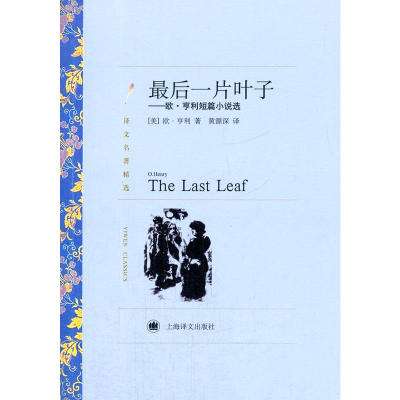 最后一片叶子
——欧·亨利短篇小说选
[美] 欧·亨利 著 黄源深 译
译文名著精选
YIWEN CLASSICS
O.Henry
The Last Leaf
上海译文出版社